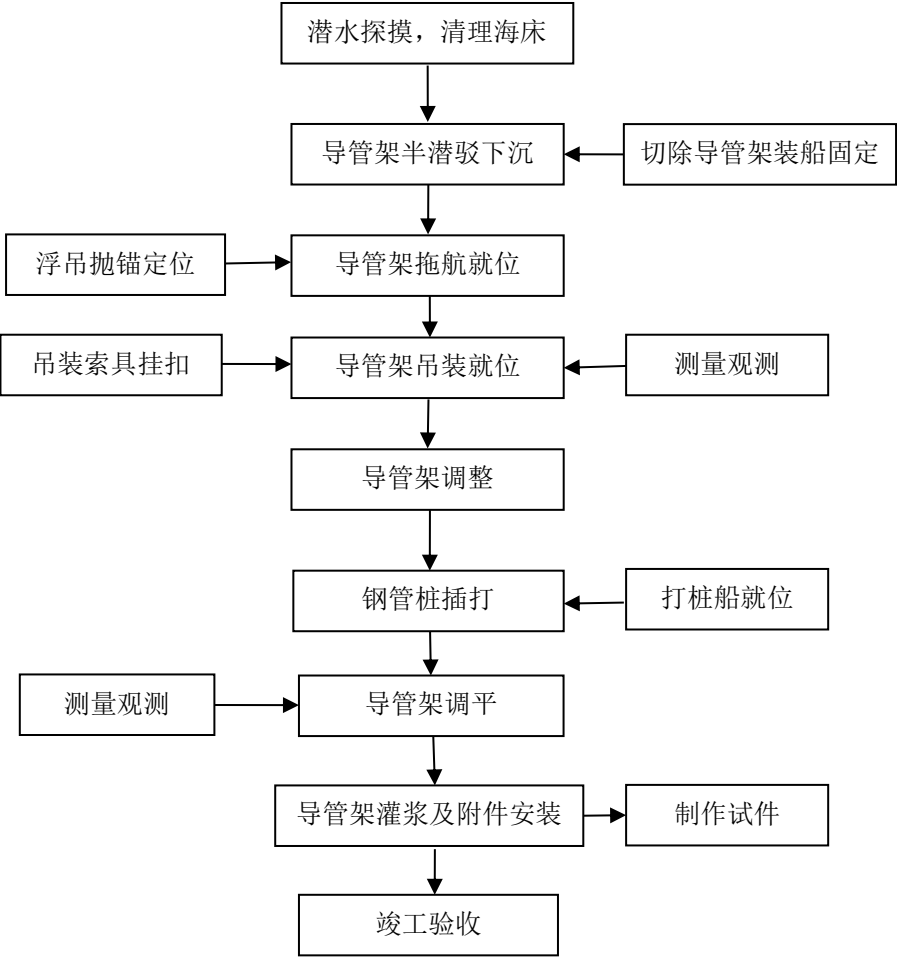 潜水探摸，清理海床
导管架半潜驳下沉
切除导管架装船固定
浮吊抛锚定位
导管架拖航就位
吊装索具挂扣
导管架吊装就位
测量观测
导管架调整
钢管桩插打
打桩船就位
测量观测
导管架调平
导管架灌浆及附件安装
制作试件
竣工验收